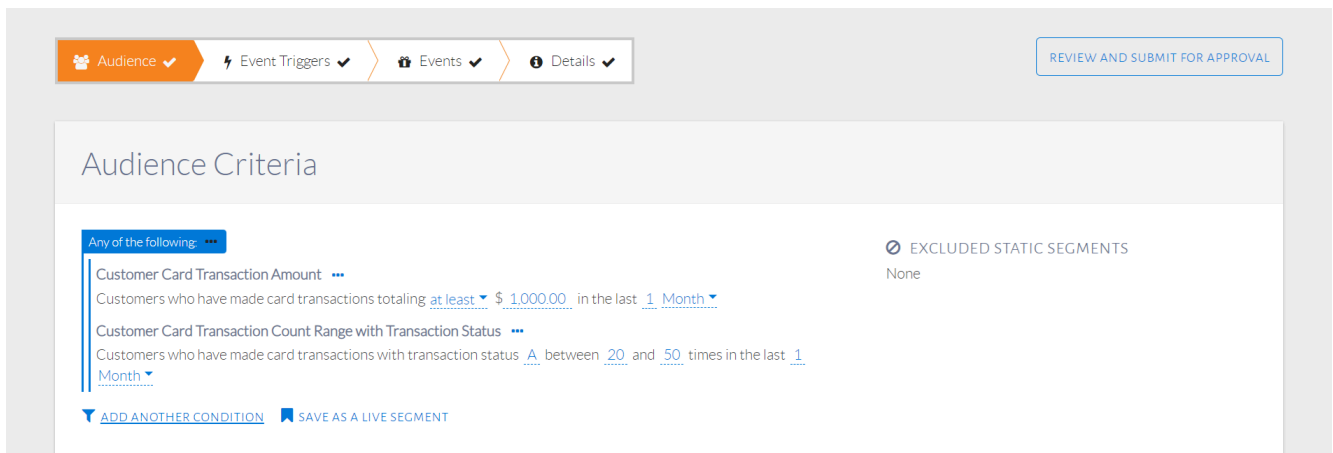 Audience
Event Triggers
Events
Details
REVIEW AND SUBMIT FOR APPROVAL
Audience Criteria
Any of the following:
Customer Card Transaction Amount
Customers who have made card transactions totaling at least $ 1,000.00 in the last 1 Month
Customer Card Transaction Count Range with Transaction Status
Customers who have made card transactions with transaction status A between 20 and 50 times in the last 1
Month
ADD ANOTHER CONDITION
SAVE AS A LIVE SEGMENT
EXCLUDED STATIC SEGMENTS
None